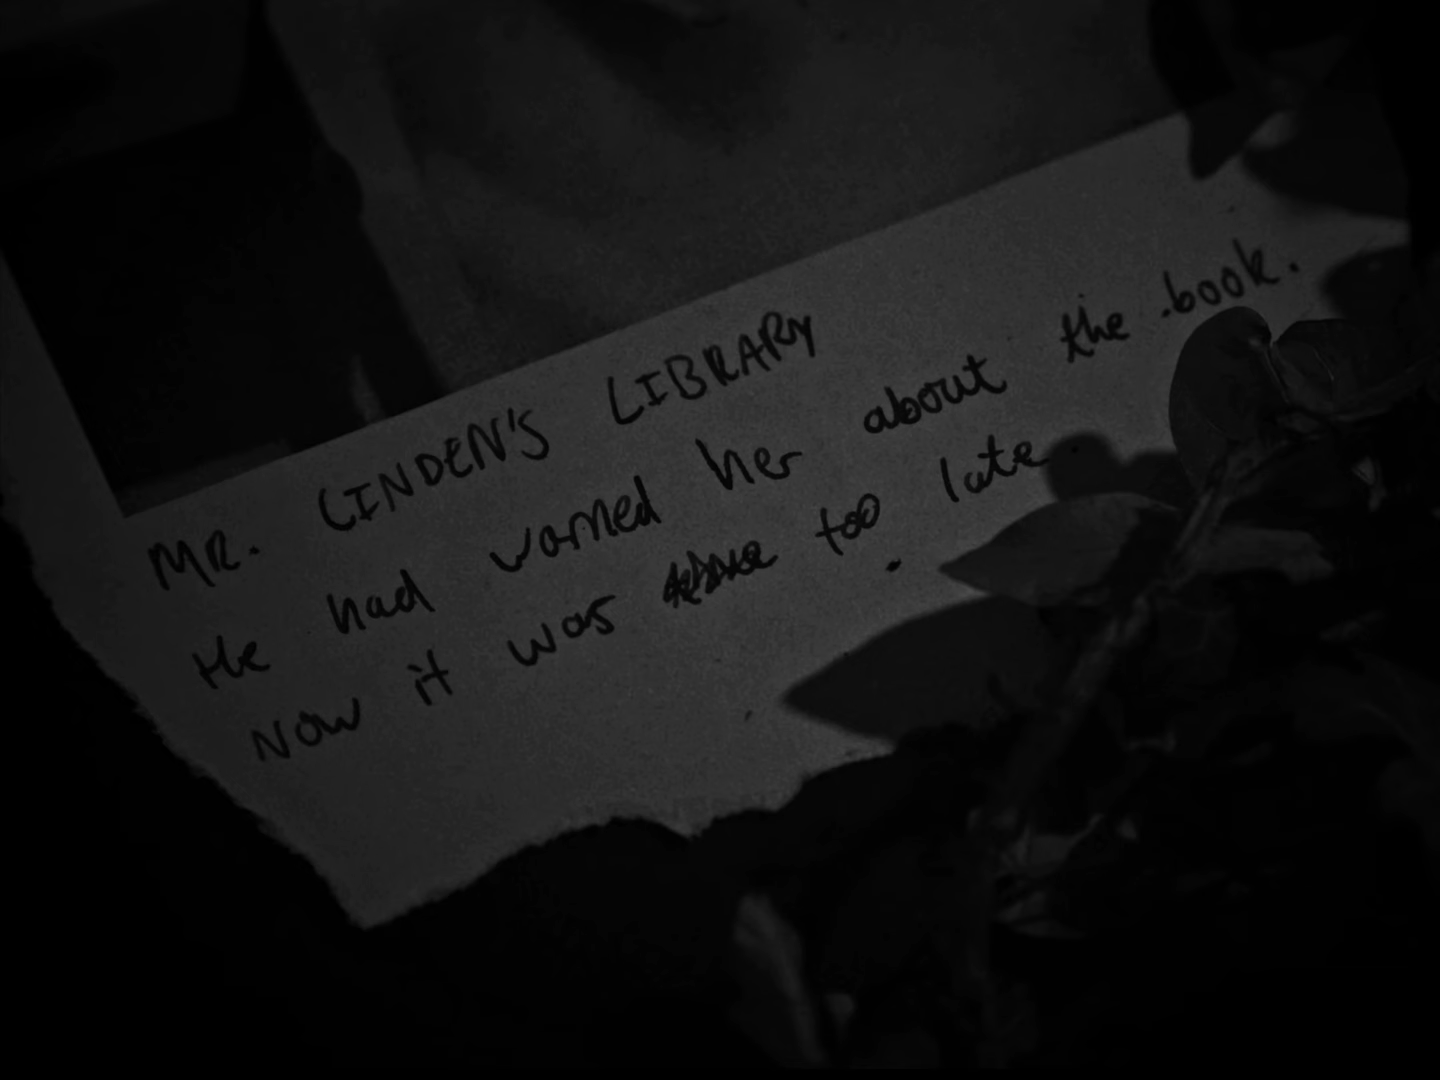 MR. LINDEN'S LIBRARY
He had warned her about the book.
Now it was too late.